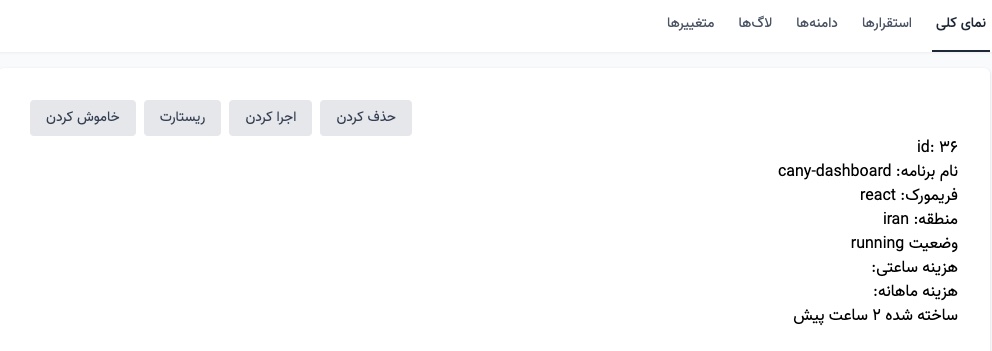 نمای کلی استقرارها دامنه‌ها لاگ‌ها متغییرها
حذف کردن اجرا کردن ریستارت خاموش کردن
id: ۳۶
نام برنامه: cany-dashboard
فریمورک: react
منطقه: iran
وضعیت running
هزینه ساعتی:
هزینه ماهانه:
ساخته شده ۲ ساعت پیش